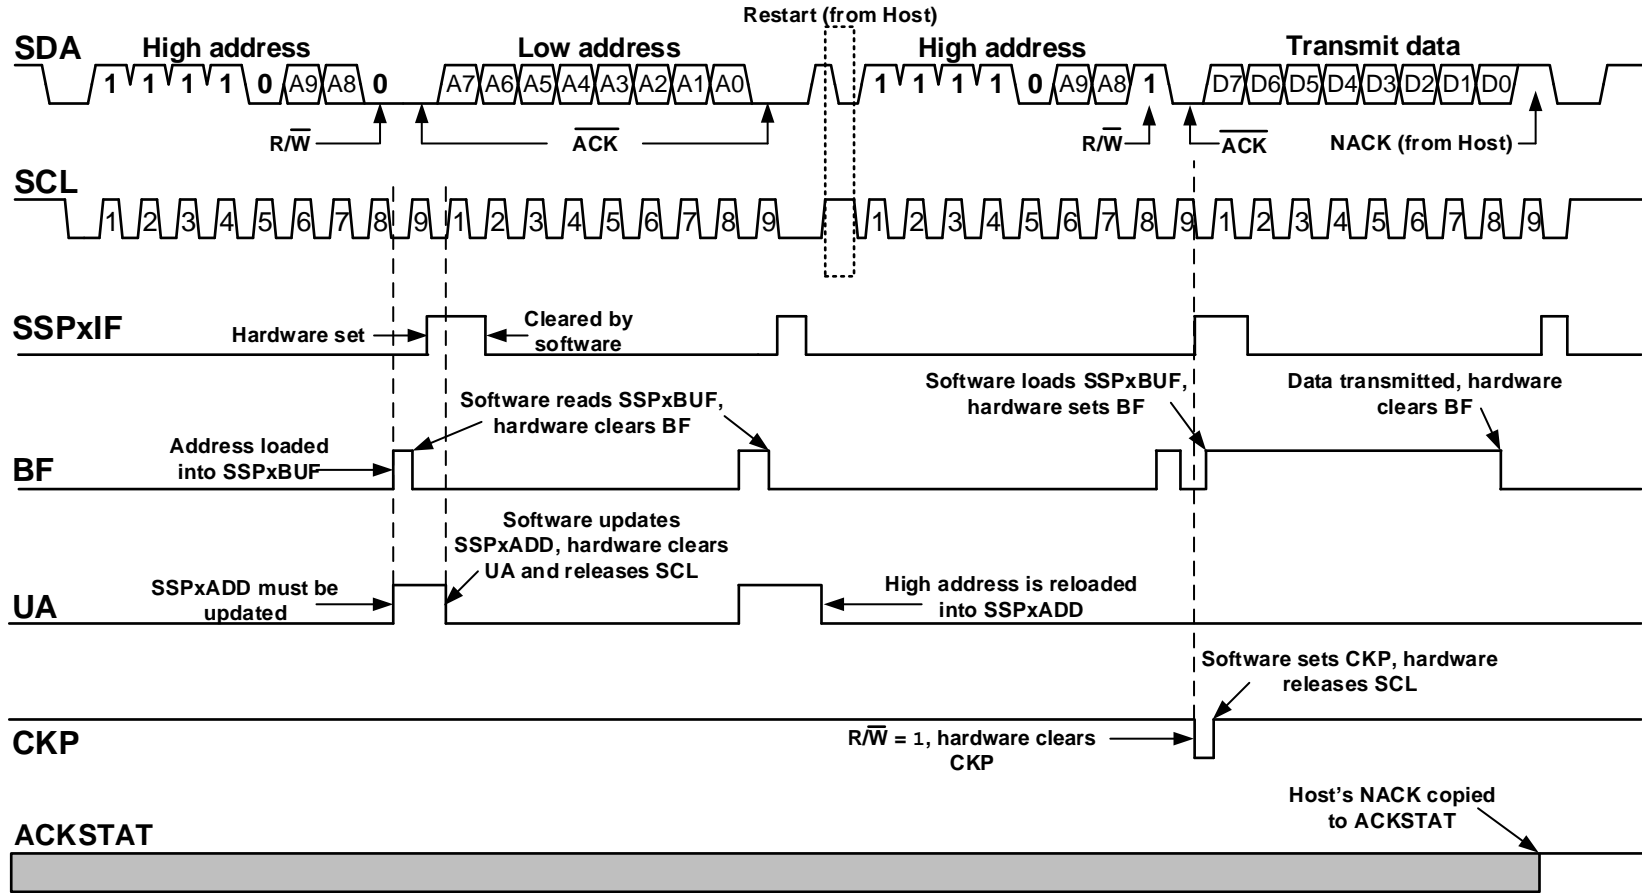 Restart (from Host)
SDA
High address
Low address
High address
Transmit data
1 1 1 1 0 A9 A8 0
A7 A6 A5 A4 A3 A2 A1 A0
1 1 1 1 0 A9 A8 1
D7 D6 D5 D4 D3 D2 D1 D0
R/W̅
A̅C̅K̅
R/W̅
A̅C̅K̅
NACK (from Host)
SCL
1 2 3 4 5 6 7 8 9 1 2 3 4 5 6 7 8 9
1 2 3 4 5 6 7 8 9 1 2 3 4 5 6 7 8 9
SSPxIF
Hardware set
Cleared by
software
Software reads SSPxBUF,
hardware clears BF
Software loads SSPxBUF,
hardware sets BF
Data transmitted, hardware
clears BF
BF
Address loaded
into SSPxBUF
Software updates
SSPxADD, hardware clears
UA and releases SCL
UA
SSPxADD must be
updated
High address is reloaded
into SSPxADD
Software sets CKP, hardware
releases SCL
CKP
R/W̅ = 1, hardware clears
CKP
Host's NACK copied
to ACKSTAT
ACKSTAT